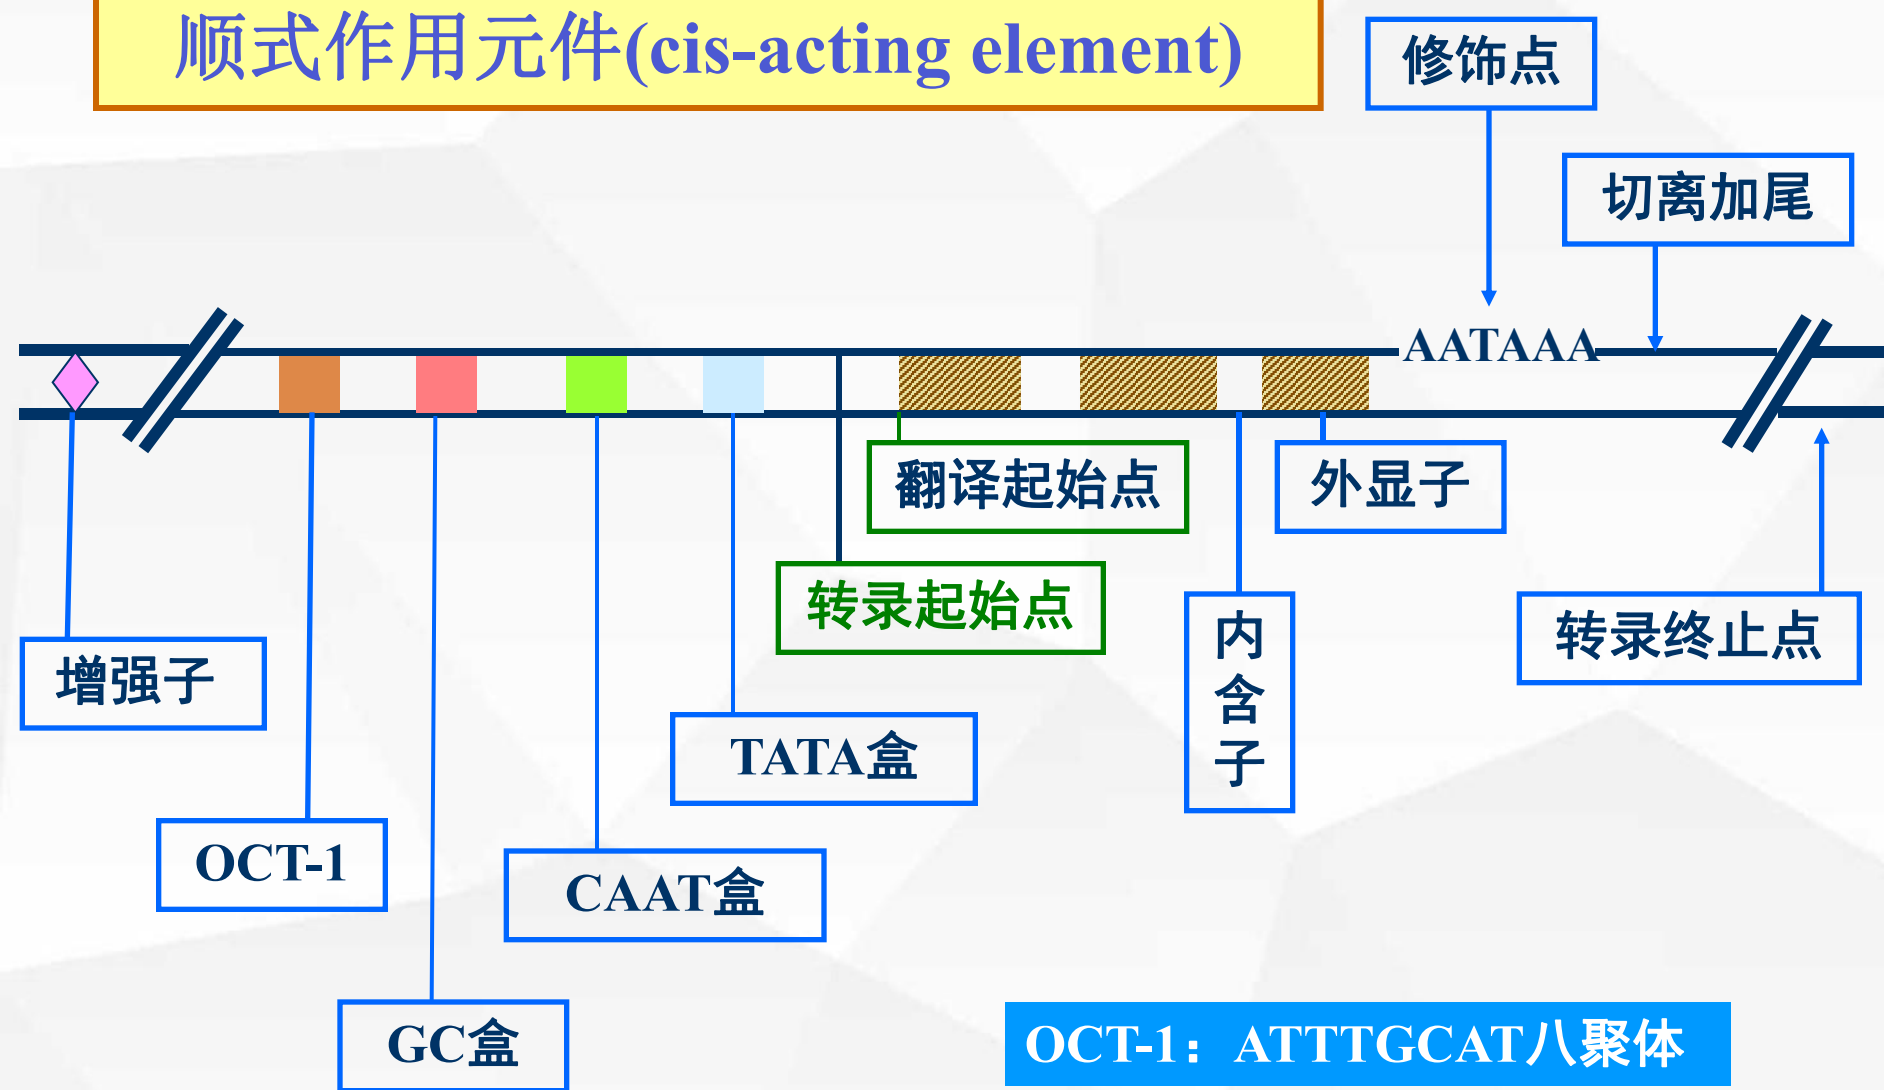 顺式作用元件(cis-acting element)
修饰点
切离加尾
AATAAA
翻译起始点
外显子
转录起始点
内含子
转录终止点
增强子
TATA盒
OCT-1
CAAT盒
GC盒
OCT-1：ATTTGCAT八聚体